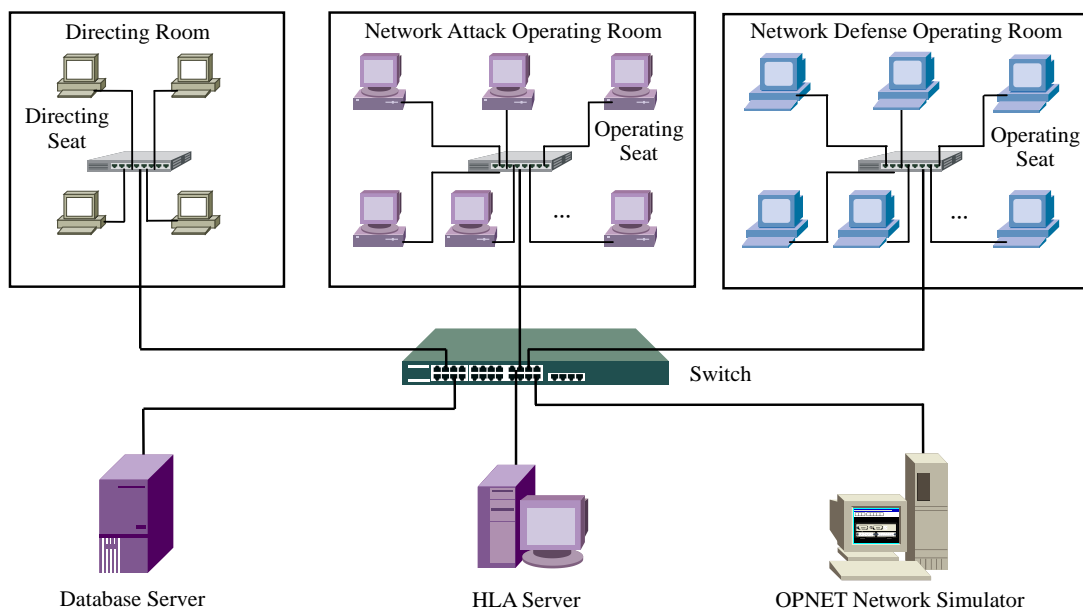 Directing Room
Network Attack Operating Room
Network Defense Operating Room
Directing
Seat
Operating
Seat
Operating
Seat
...
...
Switch
Database Server
HLA Server
OPNET Network Simulator